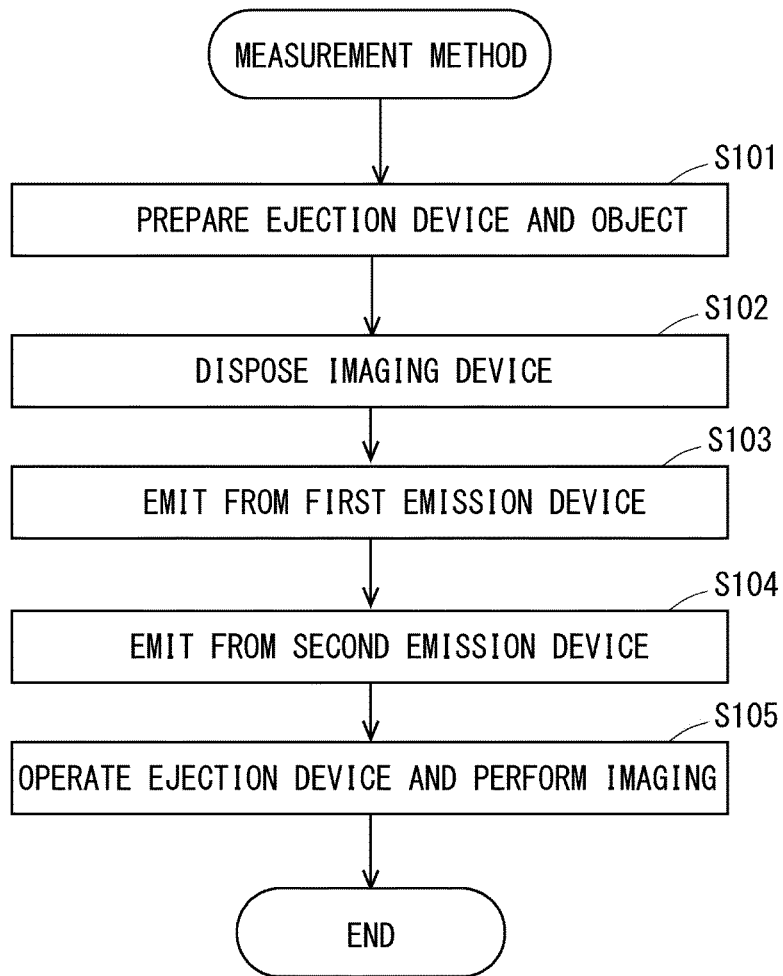 MEASUREMENT METHOD
S101
PREPARE EJECTION DEVICE AND OBJECT
S102
DISPOSE IMAGING DEVICE
S103
EMIT FROM FIRST EMISSION DEVICE
S104
EMIT FROM SECOND EMISSION DEVICE
S105
OPERATE EJECTION DEVICE AND PERFORM IMAGING
END